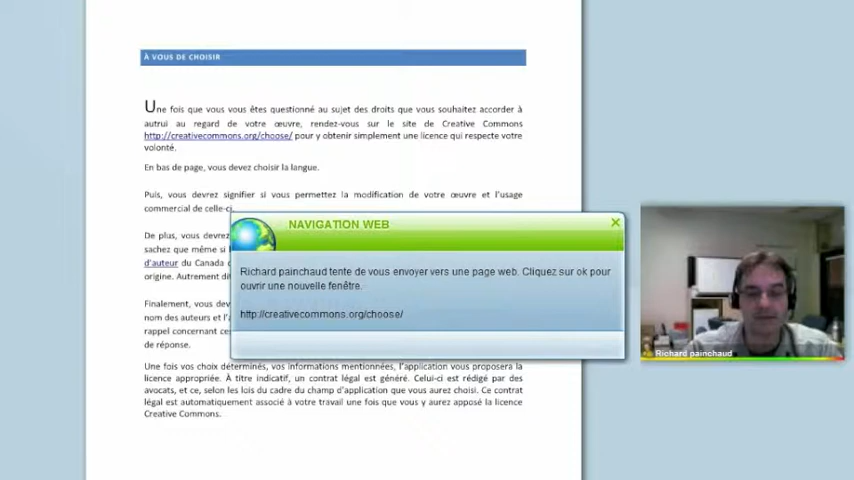 À VOUS DE CHOISIR
Une fois que vous vous êtes questionné au sujet des droits que vous souhaitez accorder à
autrui au regard de votre œuvre, rendez-vous sur le site de Creative Commons
http://creativecommons.org/choose/ pour y obtenir simplement une licence qui respecte votre
volonté.
En bas de page, vous devez choisir la langue.
Puis, vous devrez signifier si vous permettez la modification de votre œuvre et l'usage
commercial de celle-ci.
De plus, vous devrez
sachez que même si
d'auteur du Canada
origine. Autrement
Finalement, vous
nom des auteurs et
rappel concernant
de réponse.
NAVIGATION WEB
Richard painchaud tente de vous envoyer vers une page web. Cliquez sur ok pour
ouvrir une nouvelle fenêtre.
http://creativecommons.org/choose/
Une fois vos choix déterminés, vos informations mentionnées, l'application vous proposera la
licence appropriée. À titre indicatif, un contrat légal est généré. Celui-ci est rédigé par des
avocats, et ce, selon les lois du cadre du champ d'application que vous aurez choisi. Ce contrat
légal est automatiquement associé à votre travail une fois que vous y aurez apposé la licence
Creative Commons.
Richard painchaud